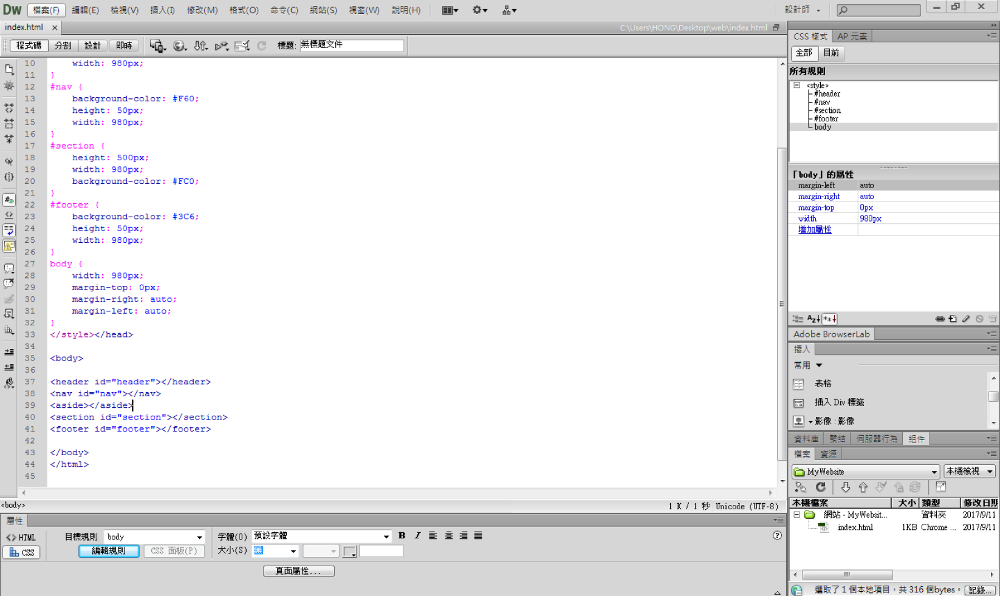 Dw 檔案(F) 編輯(E) 檢視(V) 插入(I) 修改(M) 格式(O) 命令(C) 網站(S) 視窗(W) 說明(H) 設計師
index.html C:\Users\HONG\Desktop\web\index.html
程式碼 分割 設計 即時 標題: 無標題文件
10 width: 980px;
11 }
12 #nav {
13 background-color: #F60;
14 height: 50px;
15 width: 980px;
16 }
17 #section {
18 height: 500px;
19 width: 980px;
20 background-color: #FC0;
21 }
22 #footer {
23 background-color: #3C6;
24 height: 50px;
25 width: 980px;
26 }
27 body {
28 width: 980px;
29 margin-top: 0px;
30 margin-right: auto;
31 margin-left: auto;
32 }
33 </style></head>
34
35 <body>
36
37 <header id="header"></header>
38 <nav id="nav"></nav>
39 <aside></aside>
40 <section id="section"></section>
41 <footer id="footer"></footer>
42
43 </body>
44 </html>
45
<body> 1 K / 1 秒 Unicode (UTF-8)
屬性
<> HTML 目標規則 body 字體(O) 預設字體 B I
CSS 編輯規則 CSS 面板(P) 大小(S) 無
頁面屬性...
CSS 樣式 AP 元素
全部 目前
所有規則
<style>
#header
#nav
#section
#footer
body
「body」的屬性
margin-left auto
margin-right auto
margin-top 0px
width 980px
增加屬性
Adobe BrowserLab
插入
常用
表格
插入 Div 標籤
影像 : 影像
資料庫 繫結 伺服器行為 組件
檔案 資源
MyWebsite 本機檢視
本機檔案 大小 類型 修改日期
網站 - MyWebsit... 資料夾 2017/9/11
index.html 1KB Chrome ... 2017/9/11
選取了 1 個本地項目，共 316 個bytes。 記錄...